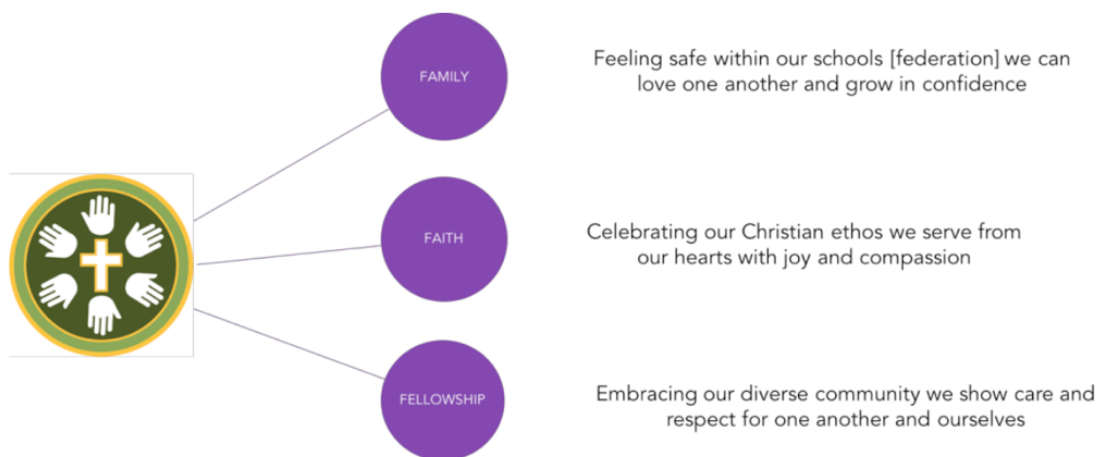 FAMILY
Feeling safe within our schools [federation] we can
love one another and grow in confidence
FAITH
Celebrating our Christian ethos we serve from
our hearts with joy and compassion
FELLOWSHIP
Embracing our diverse community we show care and
respect for one another and ourselves